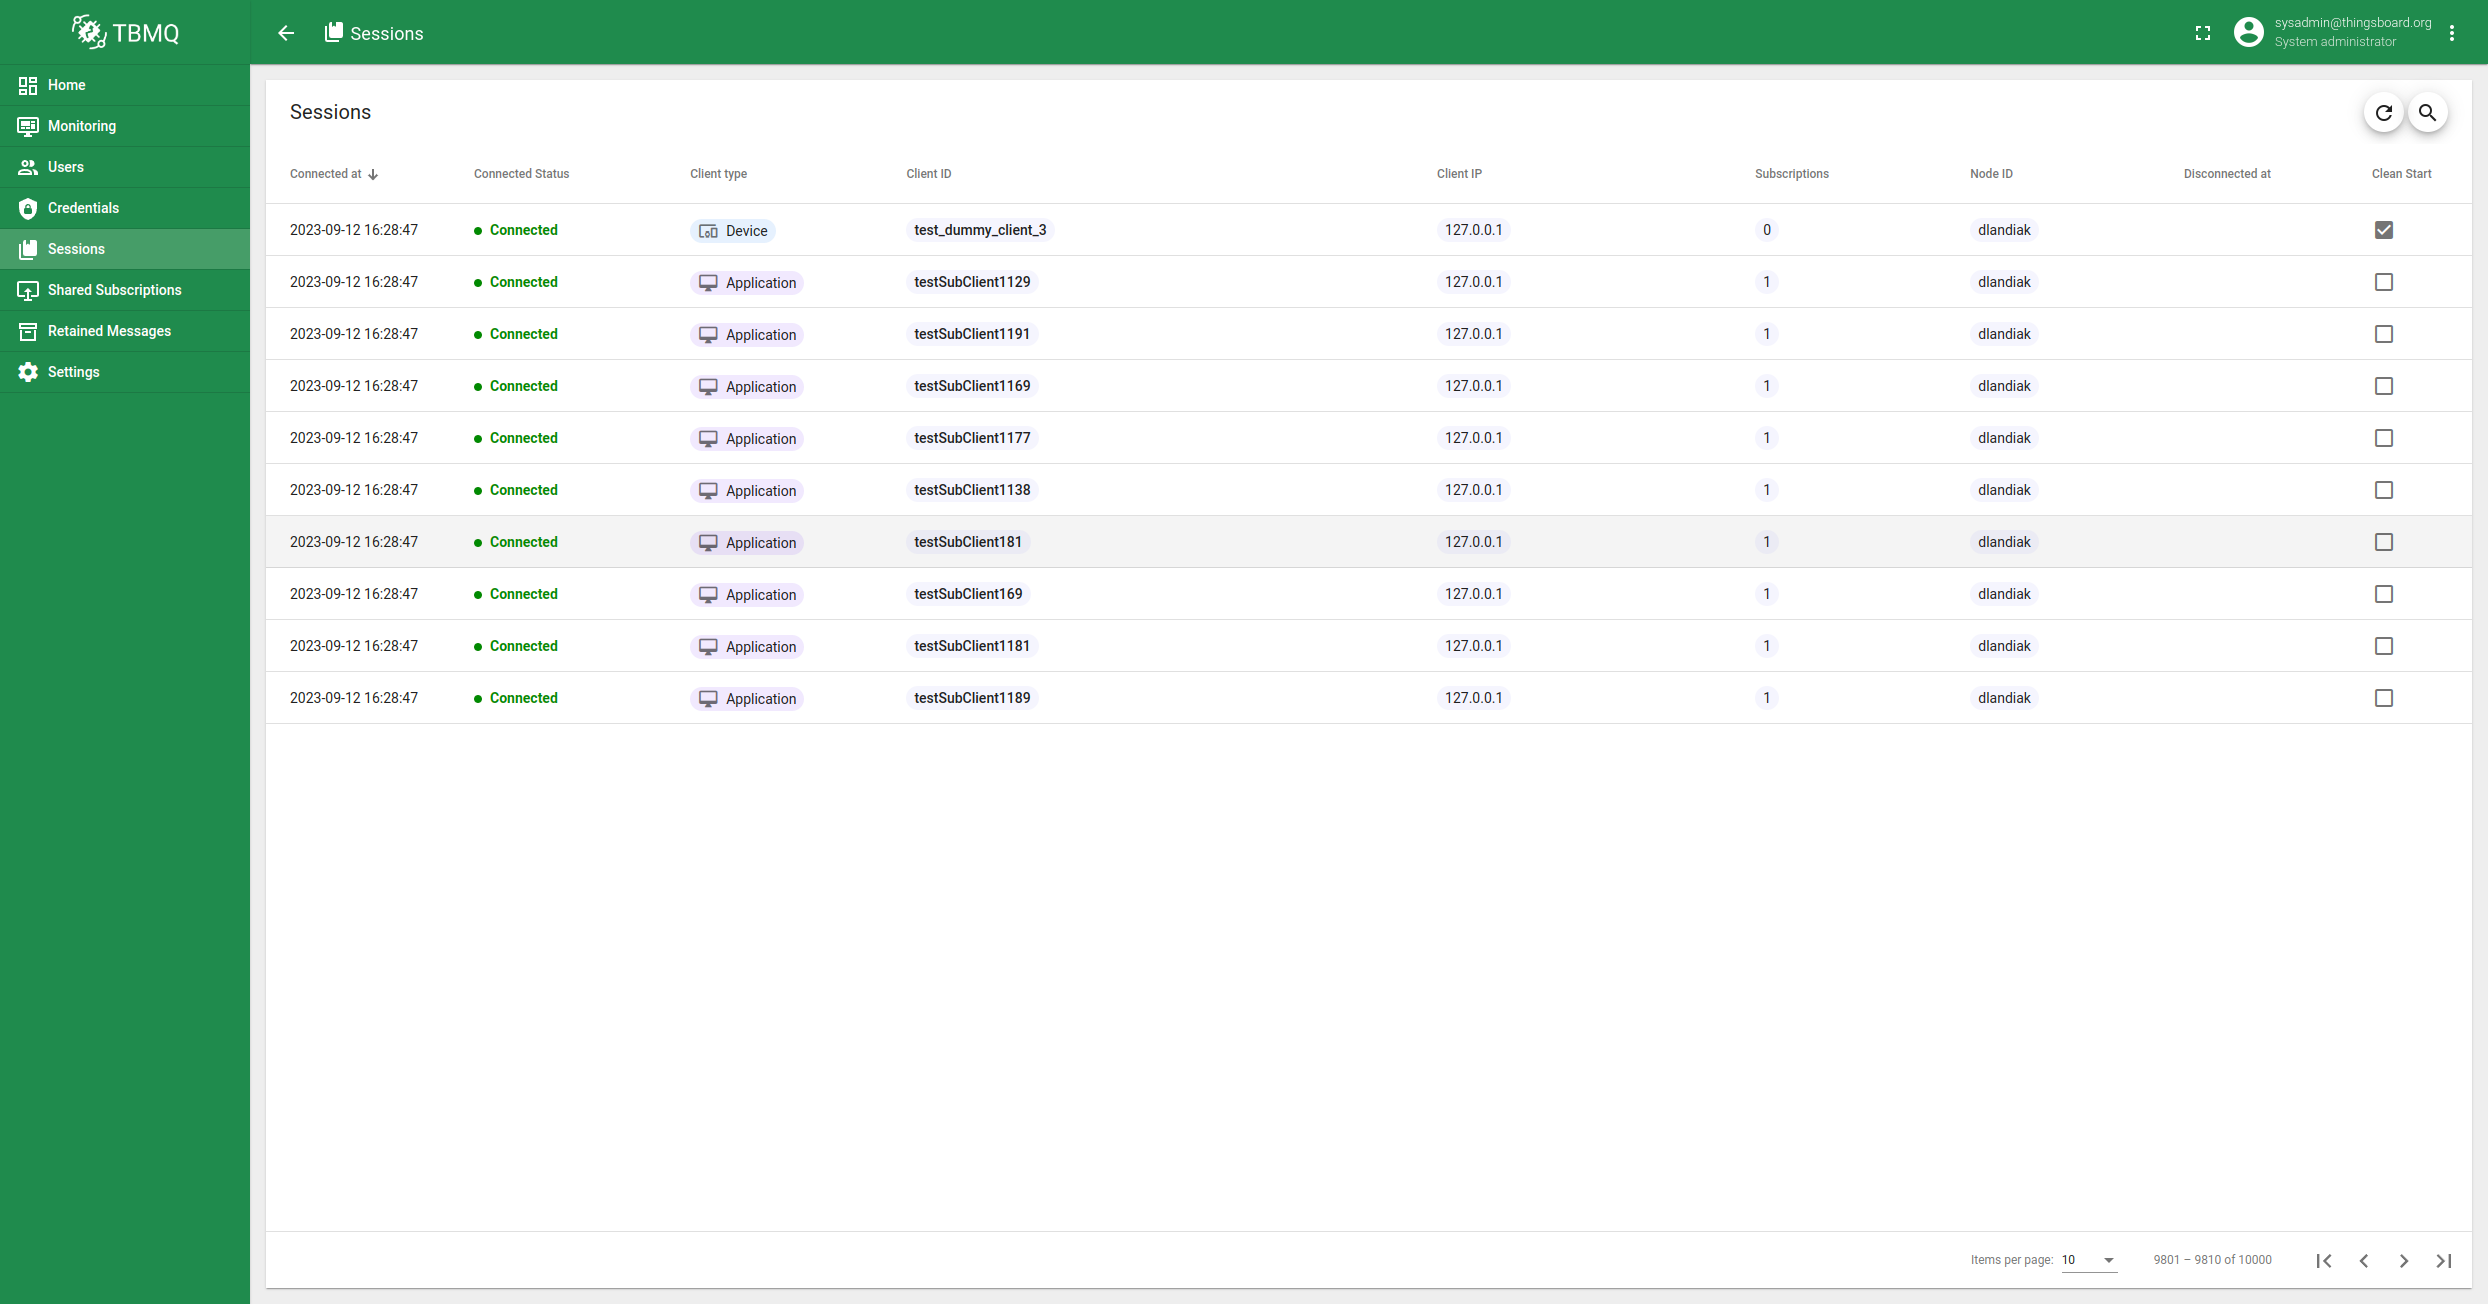 TBMQ
Sessions
sysadmin@thingsboard.org
System administrator
Home
Monitoring
Users
Credentials
Sessions
Shared Subscriptions
Retained Messages
Settings
Sessions
Connected at Connected Status Client type Client ID Client IP Subscriptions Node ID Disconnected at Clean Start
2023-09-12 16:28:47 Connected Device test_dummy_client_3 127.0.0.1 0 dlandiak
2023-09-12 16:28:47 Connected Application testSubClient1129 127.0.0.1 1 dlandiak
2023-09-12 16:28:47 Connected Application testSubClient1191 127.0.0.1 1 dlandiak
2023-09-12 16:28:47 Connected Application testSubClient1169 127.0.0.1 1 dlandiak
2023-09-12 16:28:47 Connected Application testSubClient1177 127.0.0.1 1 dlandiak
2023-09-12 16:28:47 Connected Application testSubClient1138 127.0.0.1 1 dlandiak
2023-09-12 16:28:47 Connected Application testSubClient181 127.0.0.1 1 dlandiak
2023-09-12 16:28:47 Connected Application testSubClient169 127.0.0.1 1 dlandiak
2023-09-12 16:28:47 Connected Application testSubClient1181 127.0.0.1 1 dlandiak
2023-09-12 16:28:47 Connected Application testSubClient1189 127.0.0.1 1 dlandiak
Items per page: 10 9801 – 9810 of 10000